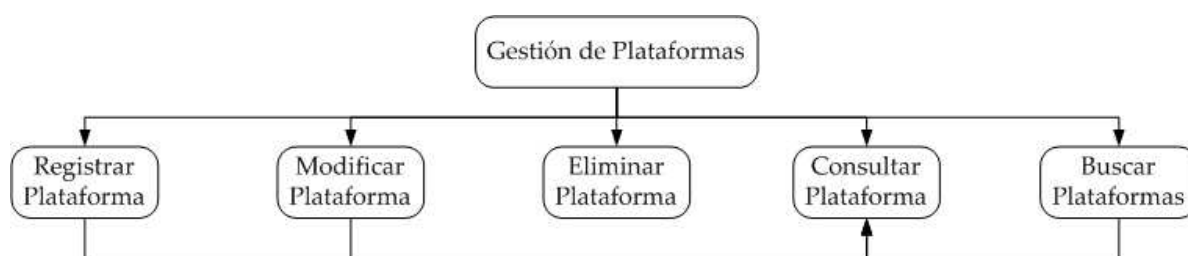 Gestión de Plataformas
Registrar
Plataforma
Modificar
Plataforma
Eliminar
Plataforma
Consultar
Plataforma
Buscar
Plataformas